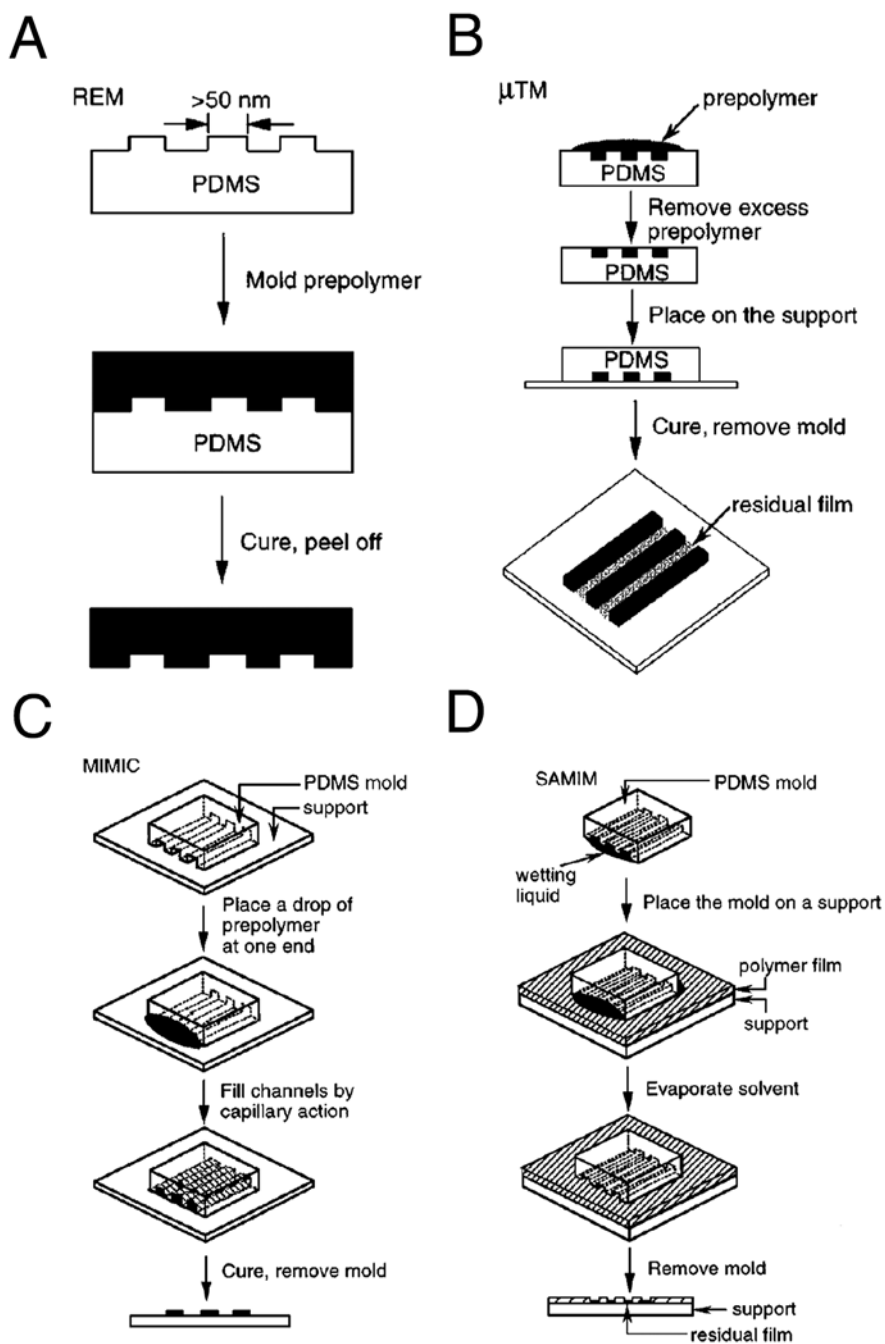 A
REM
>50 nm
PDMS
Mold prepolymer
PDMS
Cure, peel off
B
μTM
prepolymer
PDMS
Remove excess
prepolymer
PDMS
Place on the support
PDMS
Cure, remove mold
residual film
C
MIMIC
PDMS mold
support
Place a drop of
prepolymer
at one end
Fill channels by
capillary action
Cure, remove mold
D
SAMIM
PDMS mold
wetting
liquid
Place the mold on a support
polymer film
support
Evaporate solvent
Remove mold
support
residual film